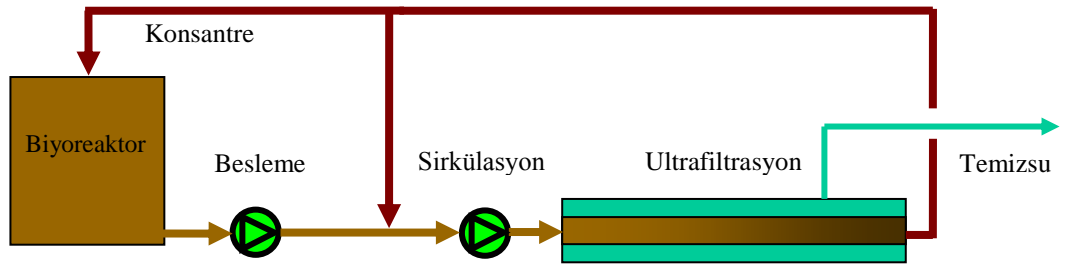 Konsantre
Biyoreaktor
Besleme
Sirkülasyon
Ultrafiltrasyon
Temizsu